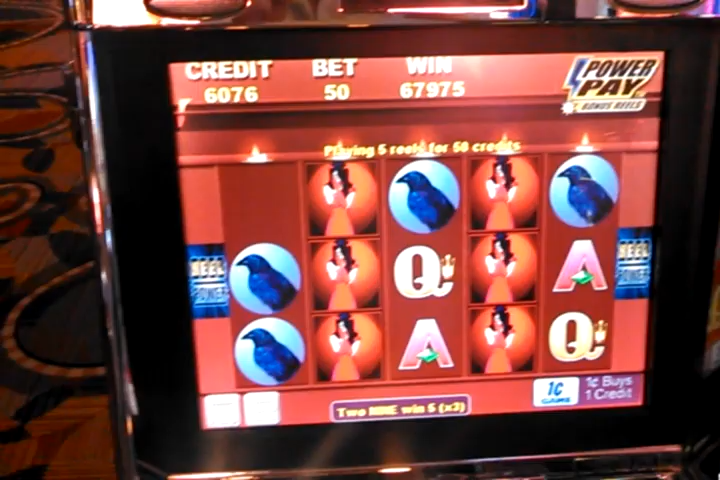 CREDIT BET WIN
6076 50 67975
POWER
PAY
BONUS REELS
Playing 5 reels for 50 credits
REEL
POWER
REEL
POWER
Q
A
A
Q
1¢
GAME
1¢ Buys
1 Credit
Two NINE win 5 (x3)